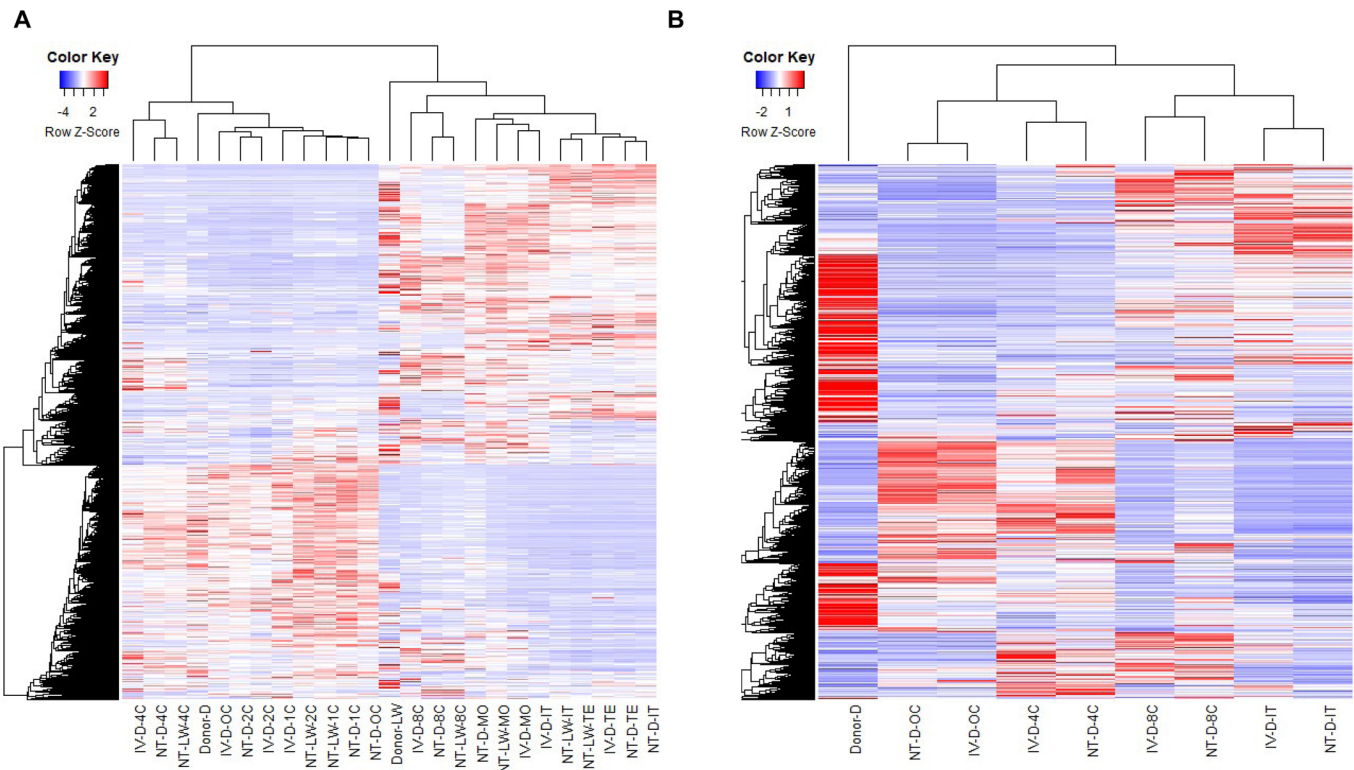 A
Color Key
-4 2
Row Z-Score
IV-D-4C
NT-D-4C
NT-LW-4C
Donor-D
IV-D-OC
NT-D-2C
IV-D-2C
IV-D-1C
NT-LW-2C
NT-LW-1C
NT-D-1C
NT-D-OC
Donor-LW
IV-D-8C
NT-D-8C
NT-LW-8C
NT-D-MO
NT-LW-MO
IV-D-MO
IV-D-IT
NT-LW-IT
NT-LW-TE
IV-D-TE
NT-D-TE
NT-D-IT
B
Color Key
-2 1
Row Z-Score
Donor-D
NT-D-OC
IV-D-OC
IV-D-4C
NT-D-4C
IV-D-8C
NT-D-8C
IV-D-IT
NT-D-IT